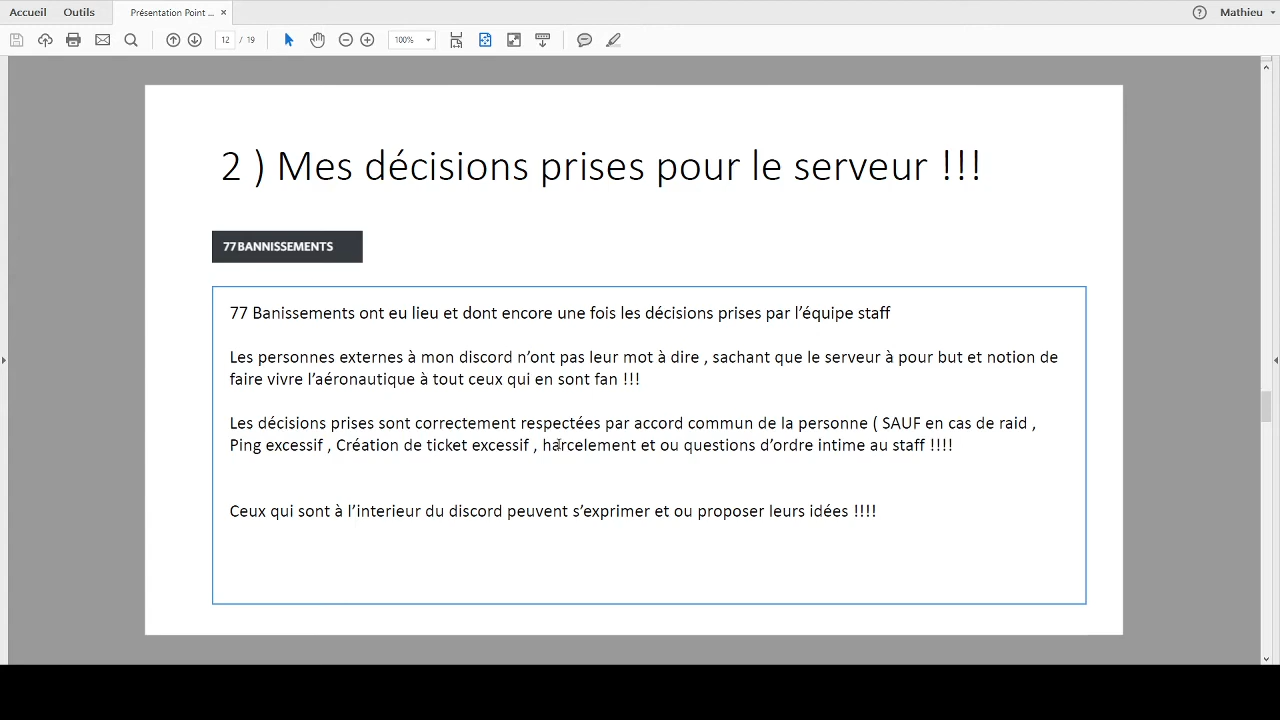 Accueil Outils Présentation Point ... × ? Mathieu
12 / 19 100%
2 ) Mes décisions prises pour le serveur !!!
77 BANNISSEMENTS
77 Banissements ont eu lieu et dont encore une fois les décisions prises par l’équipe staff
Les personnes externes à mon discord n’ont pas leur mot à dire , sachant que le serveur à pour but et notion de
faire vivre l’aéronautique à tout ceux qui en sont fan !!!
Les décisions prises sont correctement respectées par accord commun de la personne ( SAUF en cas de raid ,
Ping excessif , Création de ticket excessif , harcelement et ou questions d’ordre intime au staff !!!!
Ceux qui sont à l’interieur du discord peuvent s’exprimer et ou proposer leurs idées !!!!